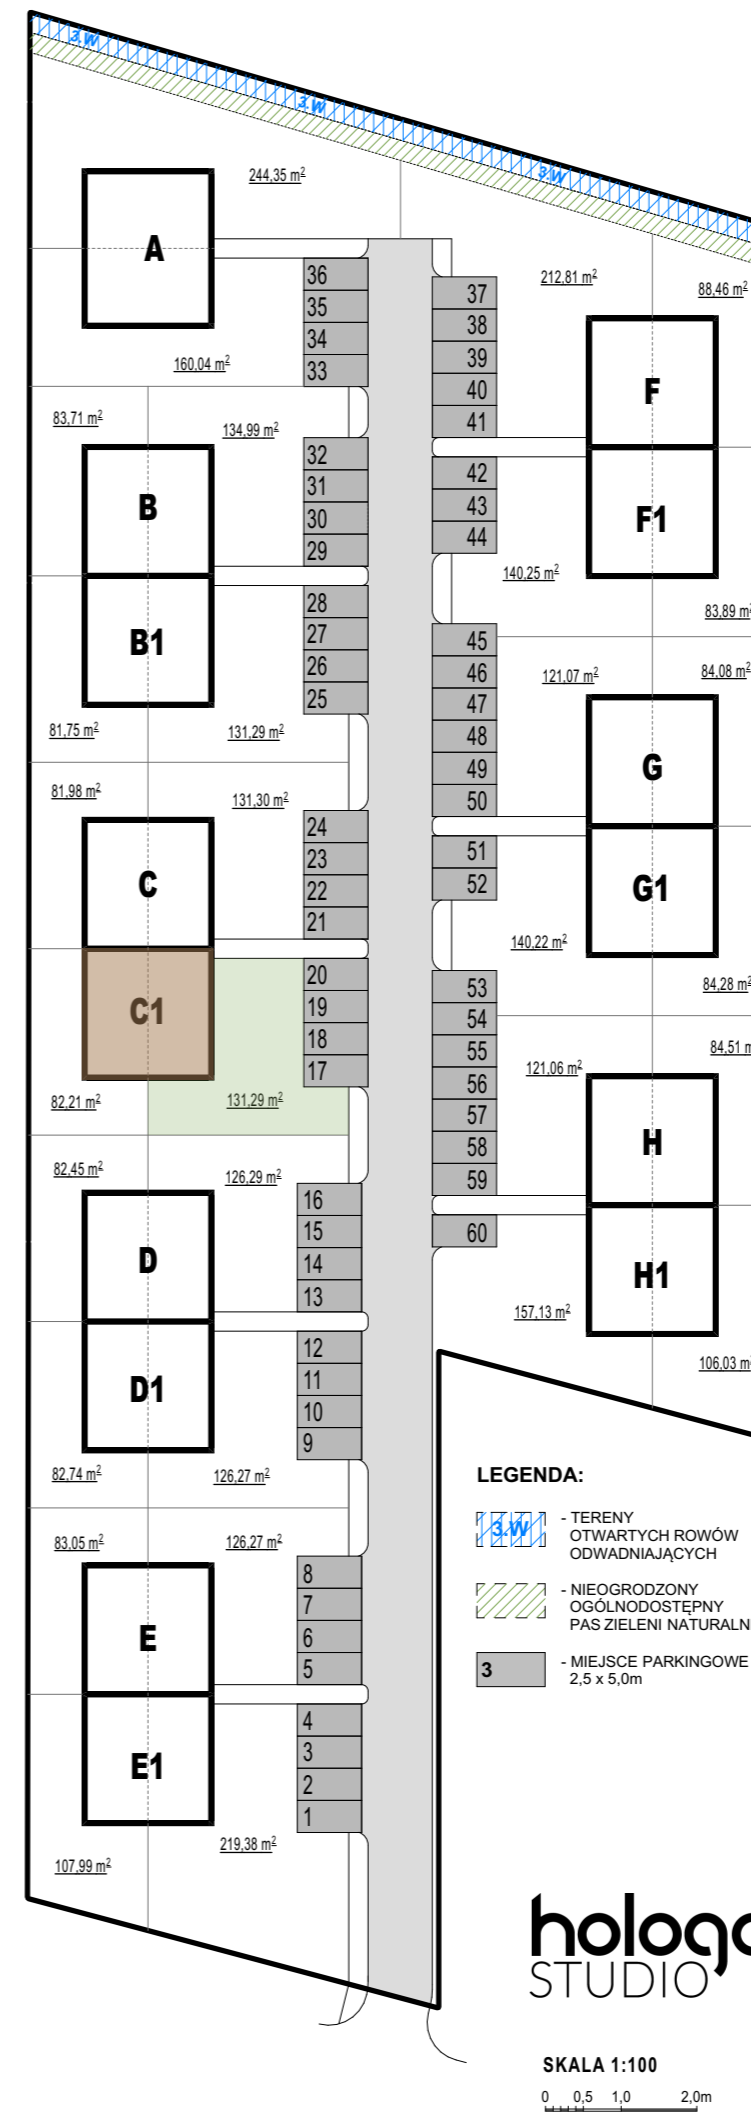 3.W
3.W
3.W
244,35 m²
A
160,04 m²
36
35
34
33
83,71 m²
134,99 m²
B
32
31
30
29
B1
28
27
26
25
81,75 m²
131,29 m²
81,98 m²
131,30 m²
C
24
23
22
21
C1
20
19
18
17
82,21 m²
131,29 m²
82,45 m²
126,29 m²
D
16
15
14
13
D1
12
11
10
9
82,74 m²
126,27 m²
83,05 m²
126,27 m²
E
8
7
6
5
E1
4
3
2
1
107,99 m²
219,38 m²
212,81 m²
88,46 m²
37
38
39
40
41
F
42
43
44
F1
140,25 m²
83,89 m²
45
46
47
48
49
50
121,07 m²
84,08 m²
G
51
52
G1
140,22 m²
84,28 m²
53
54
55
56
57
58
59
121,06 m²
84,51 m
H
60
H1
157,13 m²
106,03 m²
LEGENDA:
3.W - TERENY
OTWARTYCH ROWÓW
ODWADNIAJĄCYCH
- NIEOGRODZONY
OGÓLNODOSTĘPNY
PAS ZIELENI NATURALN
3 - MIEJSCE PARKINGOWE
2,5 x 5,0m
hologa
STUDIO
SKALA 1:100
0 0,5 1,0 2,0m